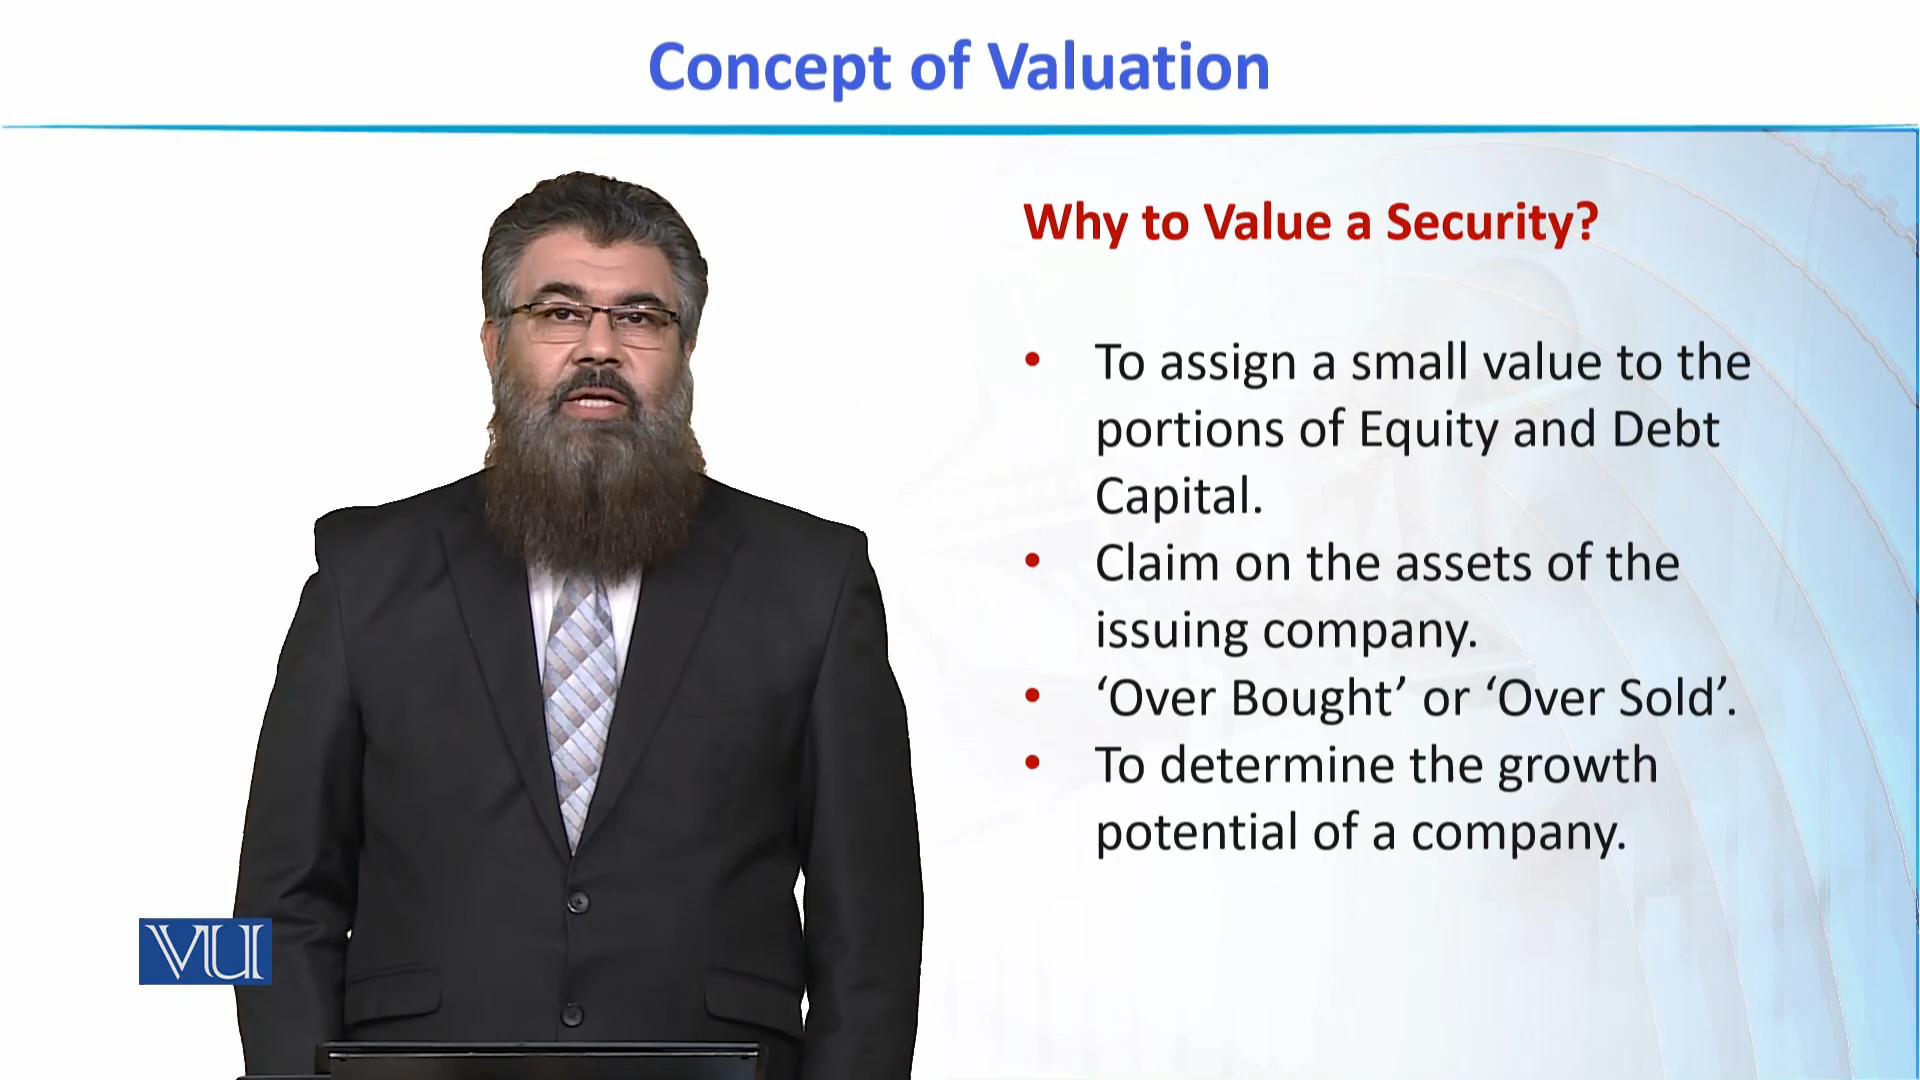 Concept of Valuation
Why to Value a Security?
• To assign a small value to the
portions of Equity and Debt
Capital.
• Claim on the assets of the
issuing company.
• ‘Over Bought’ or ‘Over Sold’.
• To determine the growth
potential of a company.
VU